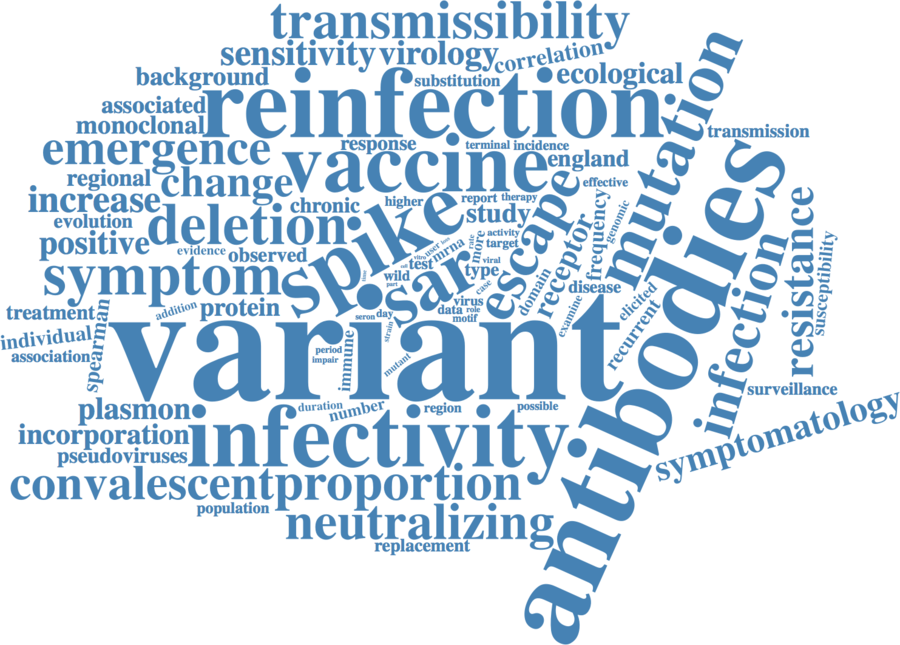 transmissibility
sensitivity
virology
correlation
background
substitution
ecological
associated
reinfection
monoclonal
transmission
emergence
response
terminal
incidence
vaccine
england
mutation
regional
change
effective
increase
chronic
higher
report
therapy
evolution
deletion
spike
study
escape
frequency
genomic
positive
evidence
observed
user
mrna
more
rate
activity
target
receptor
symptom
wild
test
viral
type
sar
part
case
domain
disease
antibodies
resistance
susceptibility
infection
treatment
addition
protein
seron
day
data
virus
role
motif
examine
elicited
recurrent
individual
association
spearman
variant
period
impair
immune
strain
mutant
plasmon
duration
number
region
possible
surveillance
incorporation
infectivity
symptomatology
pseudoviruses
convalescent
proportion
population
neutralizing
replacement